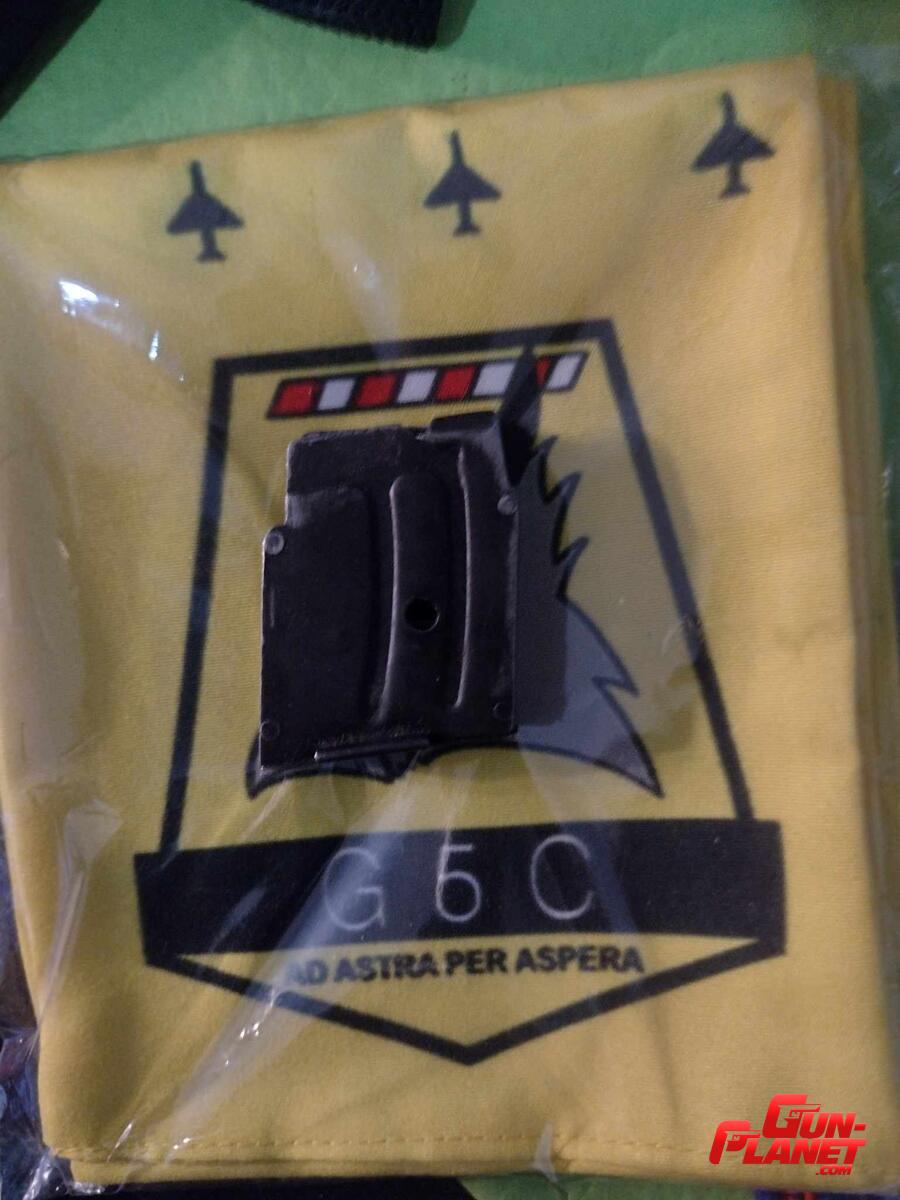 G 5 C
AD ASTRA PER ASPERA
GUN-
PLANET
.COM